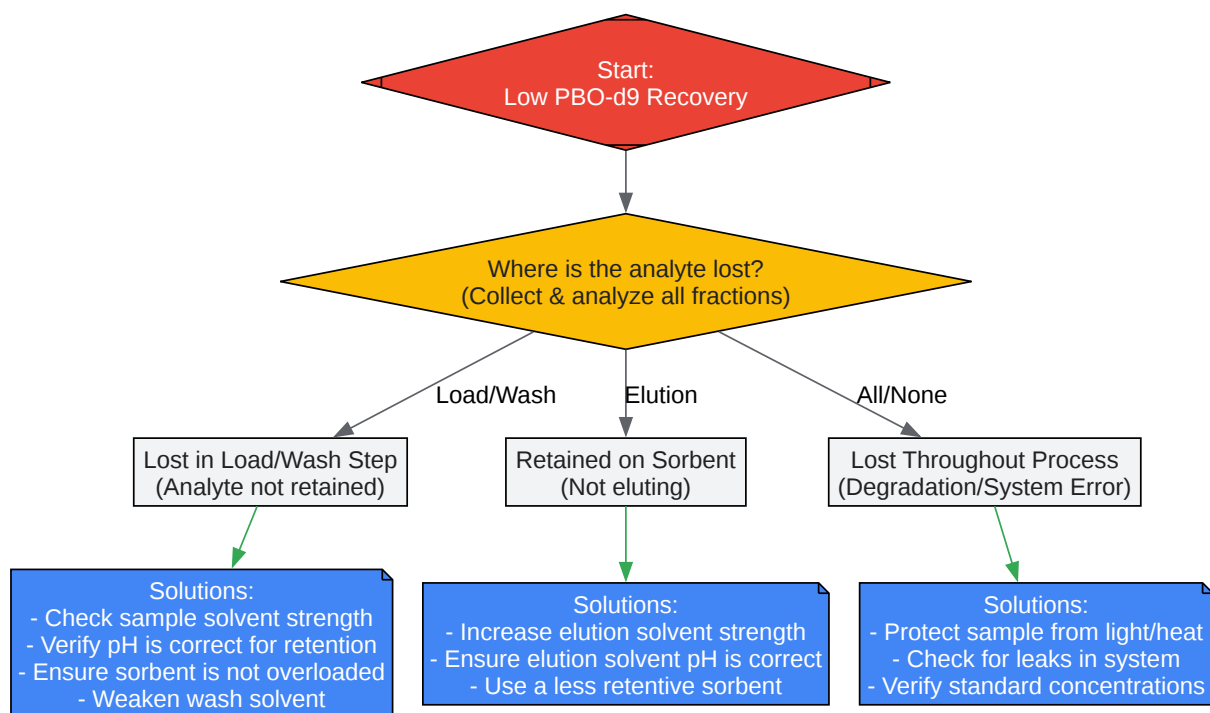 Start:
Low PBO-d9 Recovery
Where is the analyte lost?
(Collect & analyze all fractions)
Load/Wash
Elution
All/None
Lost in Load/Wash Step
(Analyte not retained)
Retained on Sorbent
(Not eluting)
Lost Throughout Process
(Degradation/System Error)
Solutions:
- Check sample solvent strength
- Verify pH is correct for retention
- Ensure sorbent is not overloaded
- Weaken wash solvent
Solutions:
- Increase elution solvent strength
- Ensure elution solvent pH is correct
- Use a less retentive sorbent
Solutions:
- Protect sample from light/heat
- Check for leaks in system
- Verify standard concentrations